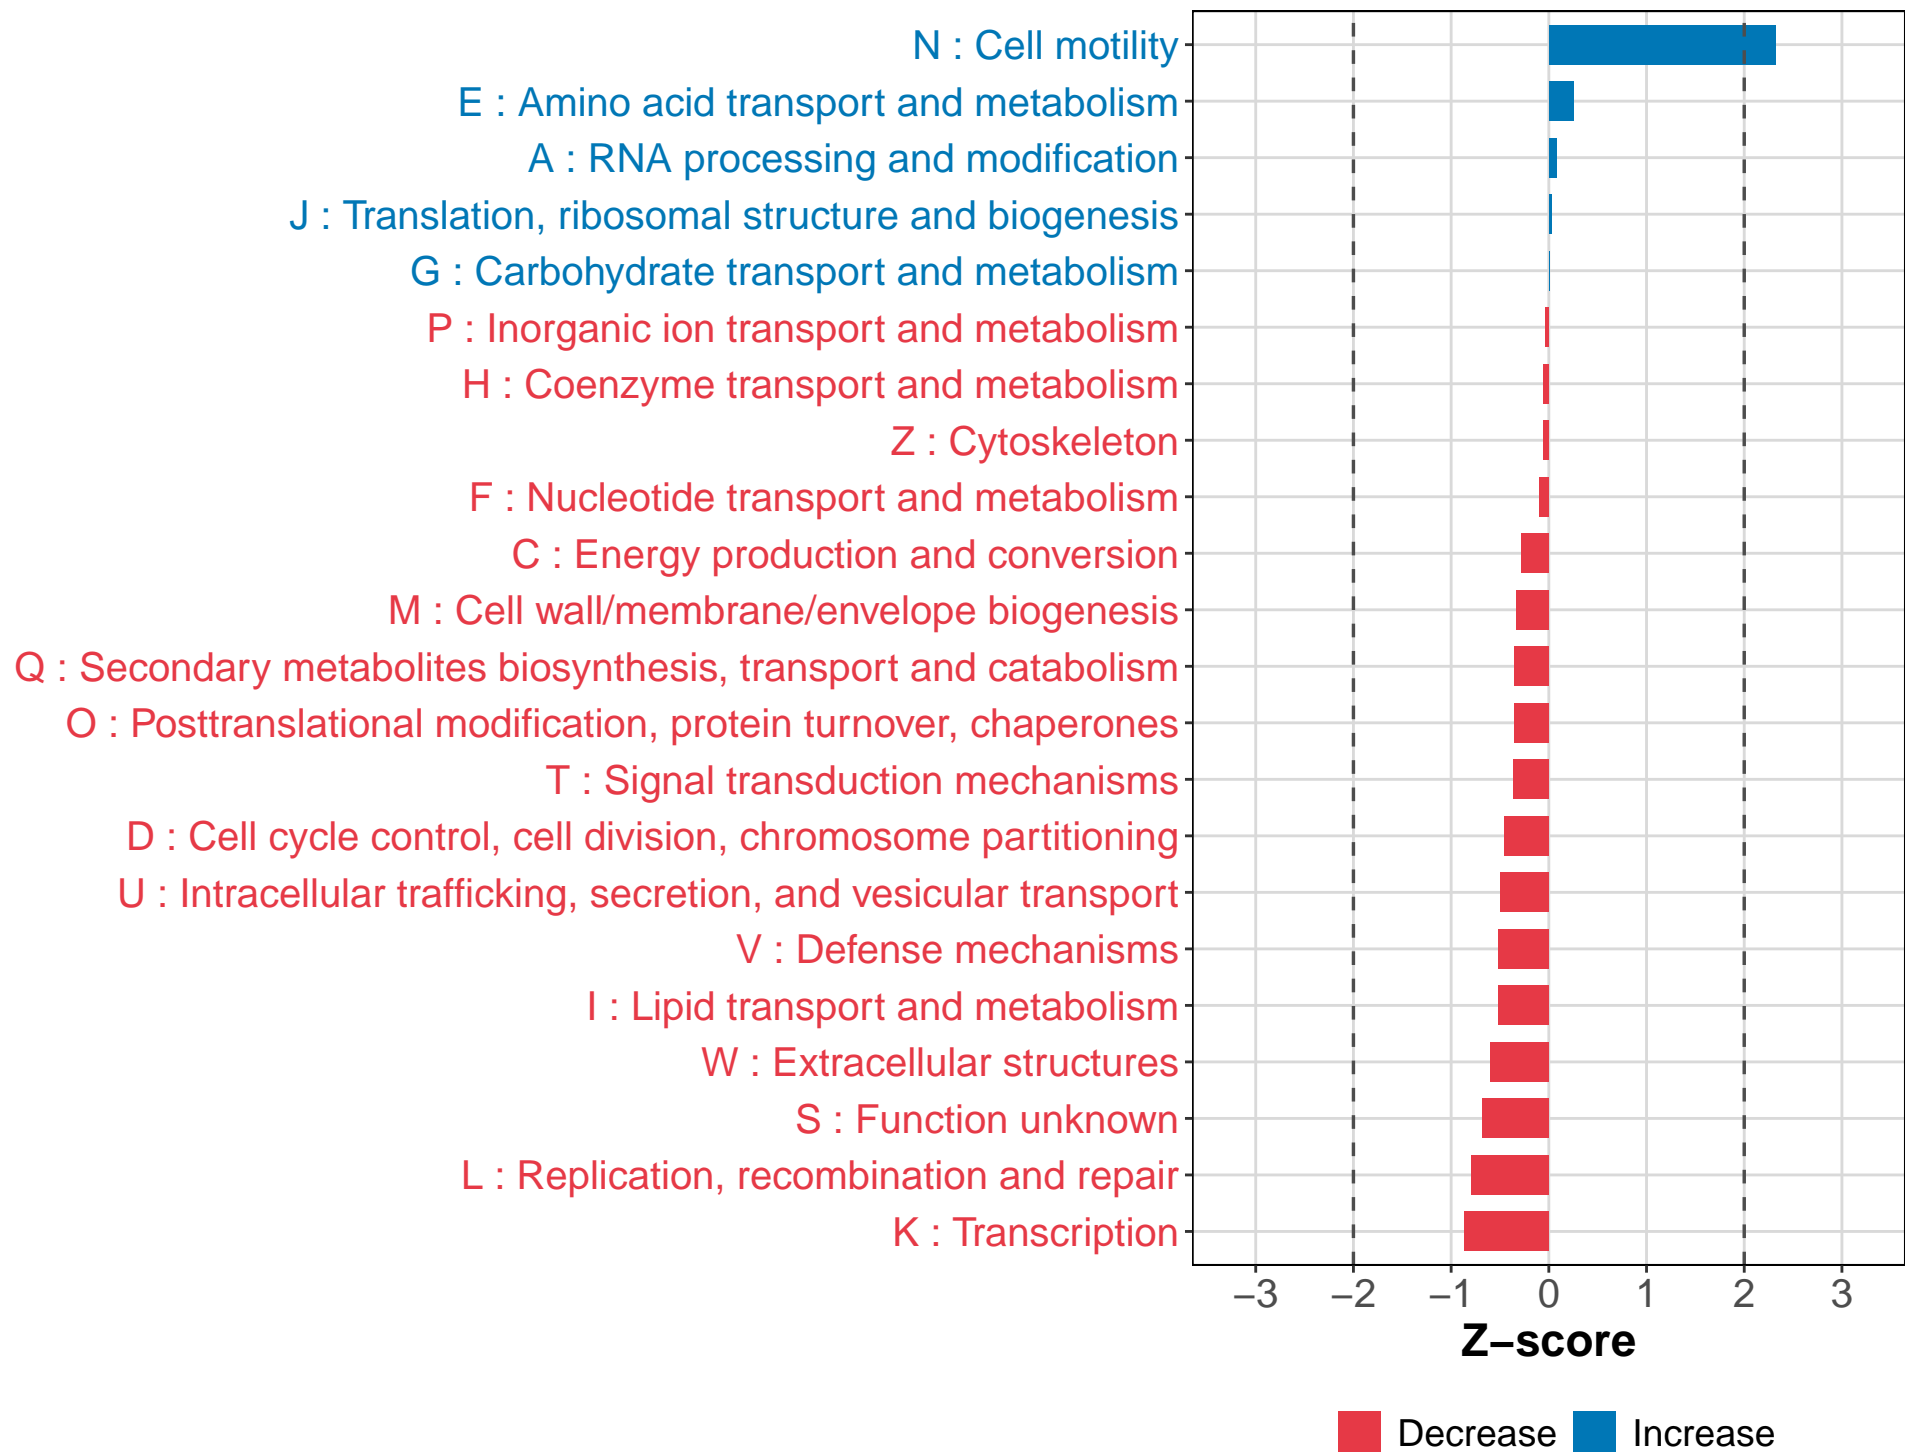 N : Cell motility
E : Amino acid transport and metabolism
A : RNA processing and modification
J : Translation, ribosomal structure and biogenesis
G : Carbohydrate transport and metabolism
P : Inorganic ion transport and metabolism
H : Coenzyme transport and metabolism
Z : Cytoskeleton
F : Nucleotide transport and metabolism
C : Energy production and conversion
M : Cell wall/membrane/envelope biogenesis
Q : Secondary metabolites biosynthesis, transport and catabolism
O : Posttranslational modification, protein turnover, chaperones
T : Signal transduction mechanisms
D : Cell cycle control, cell division, chromosome partitioning
U : Intracellular trafficking, secretion, and vesicular transport
V : Defense mechanisms
I : Lipid transport and metabolism
W : Extracellular structures
S : Function unknown
L : Replication, recombination and repair
K : Transcription
−3 −2 −1 0 1 2 3
Z−score
Decrease Increase